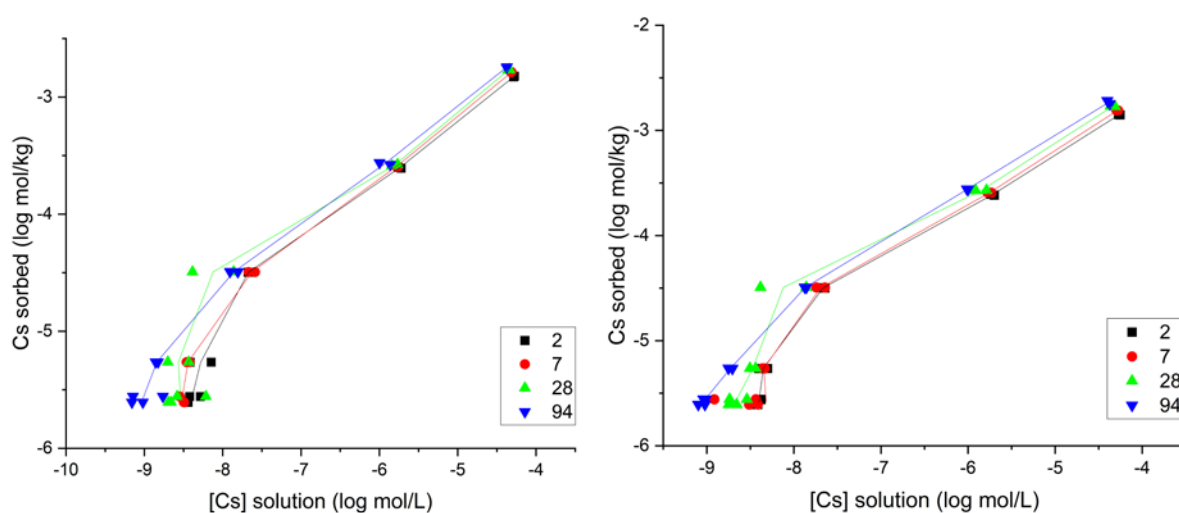 -3
-4
-5
-6
Cs sorbed (log mol/kg)
-10 -9 -8 -7 -6 -5 -4
[Cs] solution (log mol/L)
2
7
28
94
-2
-3
-4
-5
-6
Cs sorbed (log mol/kg)
-9 -8 -7 -6 -5 -4
[Cs] solution (log mol/L)
2
7
28
94